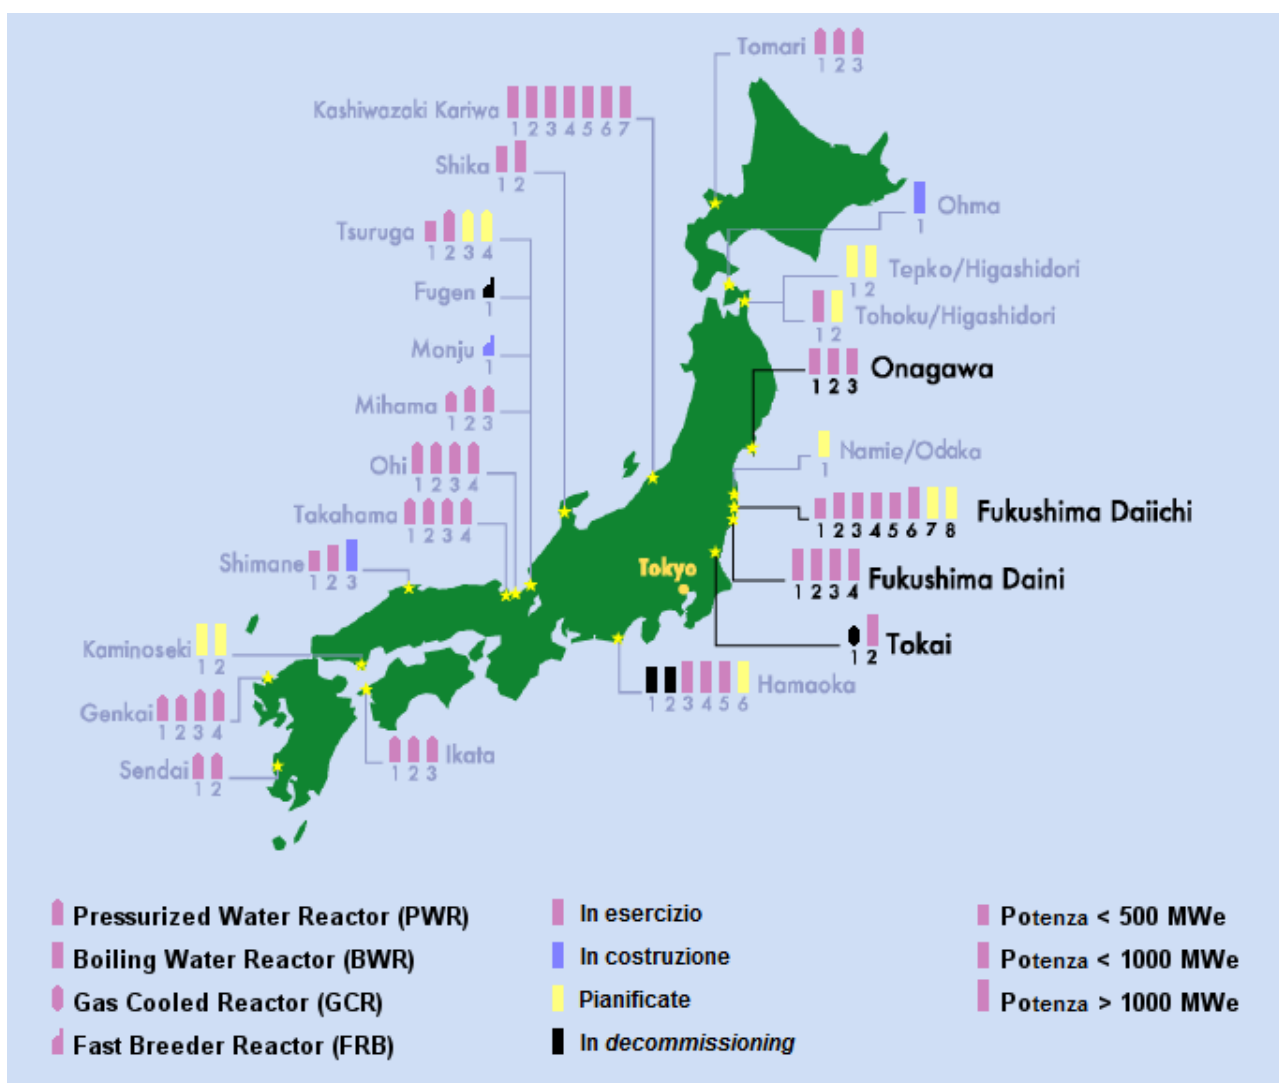 Tomari
1 2 3
Kashiwazaki Kariwa
1 2 3 4 5 6 7
Shika
1 2
Ohma
1
Tsuruga
1 2 3 4
Tepko/Higashidori
1 2
Fugen
1
Tohoku/Higashidori
1 2
Monju
1
Onagawa
1 2 3
Mihama
1 2 3
Namie/Odaka
1
Ohi
1 2 3 4
Takahama
1 2 3 4
Fukushima Daiichi
1 2 3 4 5 6 7 8
Shimane
1 2 3
Tokyo
Fukushima Daini
1 2 3 4
Kaminoseki
1 2
Tokai
1 2
Hamaoka
1 2 3 4 5 6
Genkai
1 2 3 4
Ikata
1 2 3
Sendai
1 2
Pressurized Water Reactor (PWR)
Boiling Water Reactor (BWR)
Gas Cooled Reactor (GCR)
Fast Breeder Reactor (FRB)
In esercizio
In costruzione
Pianificate
In decommissioning
Potenza < 500 MWe
Potenza < 1000 MWe
Potenza > 1000 MWe